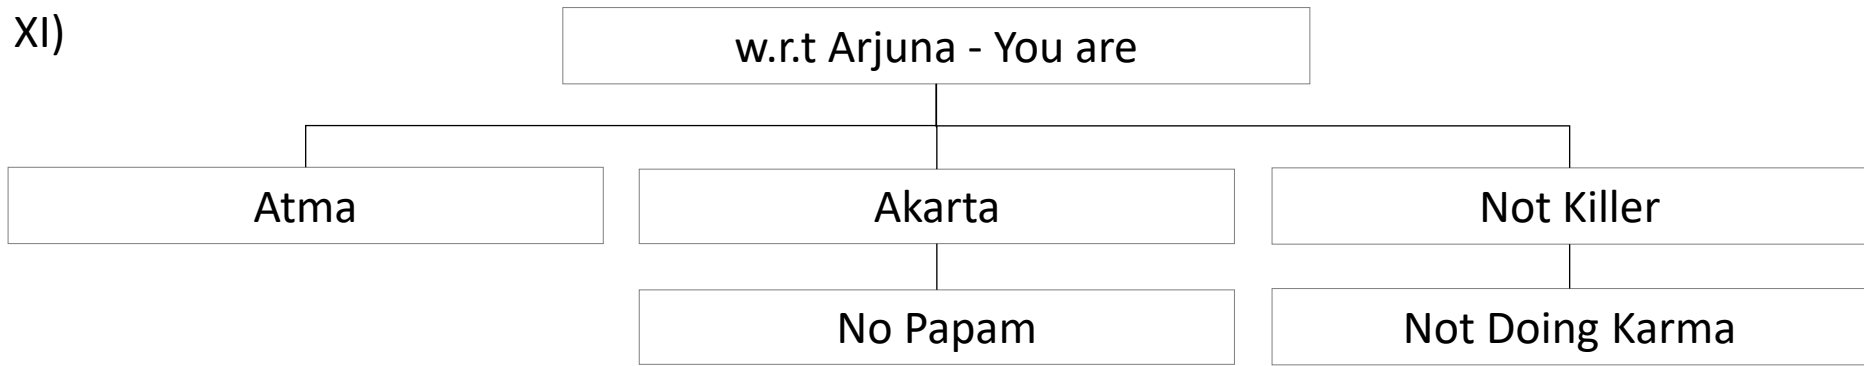 XI)
w.r.t Arjuna - You are
Atma
Akarta
Not Killer
No Papam
Not Doing Karma